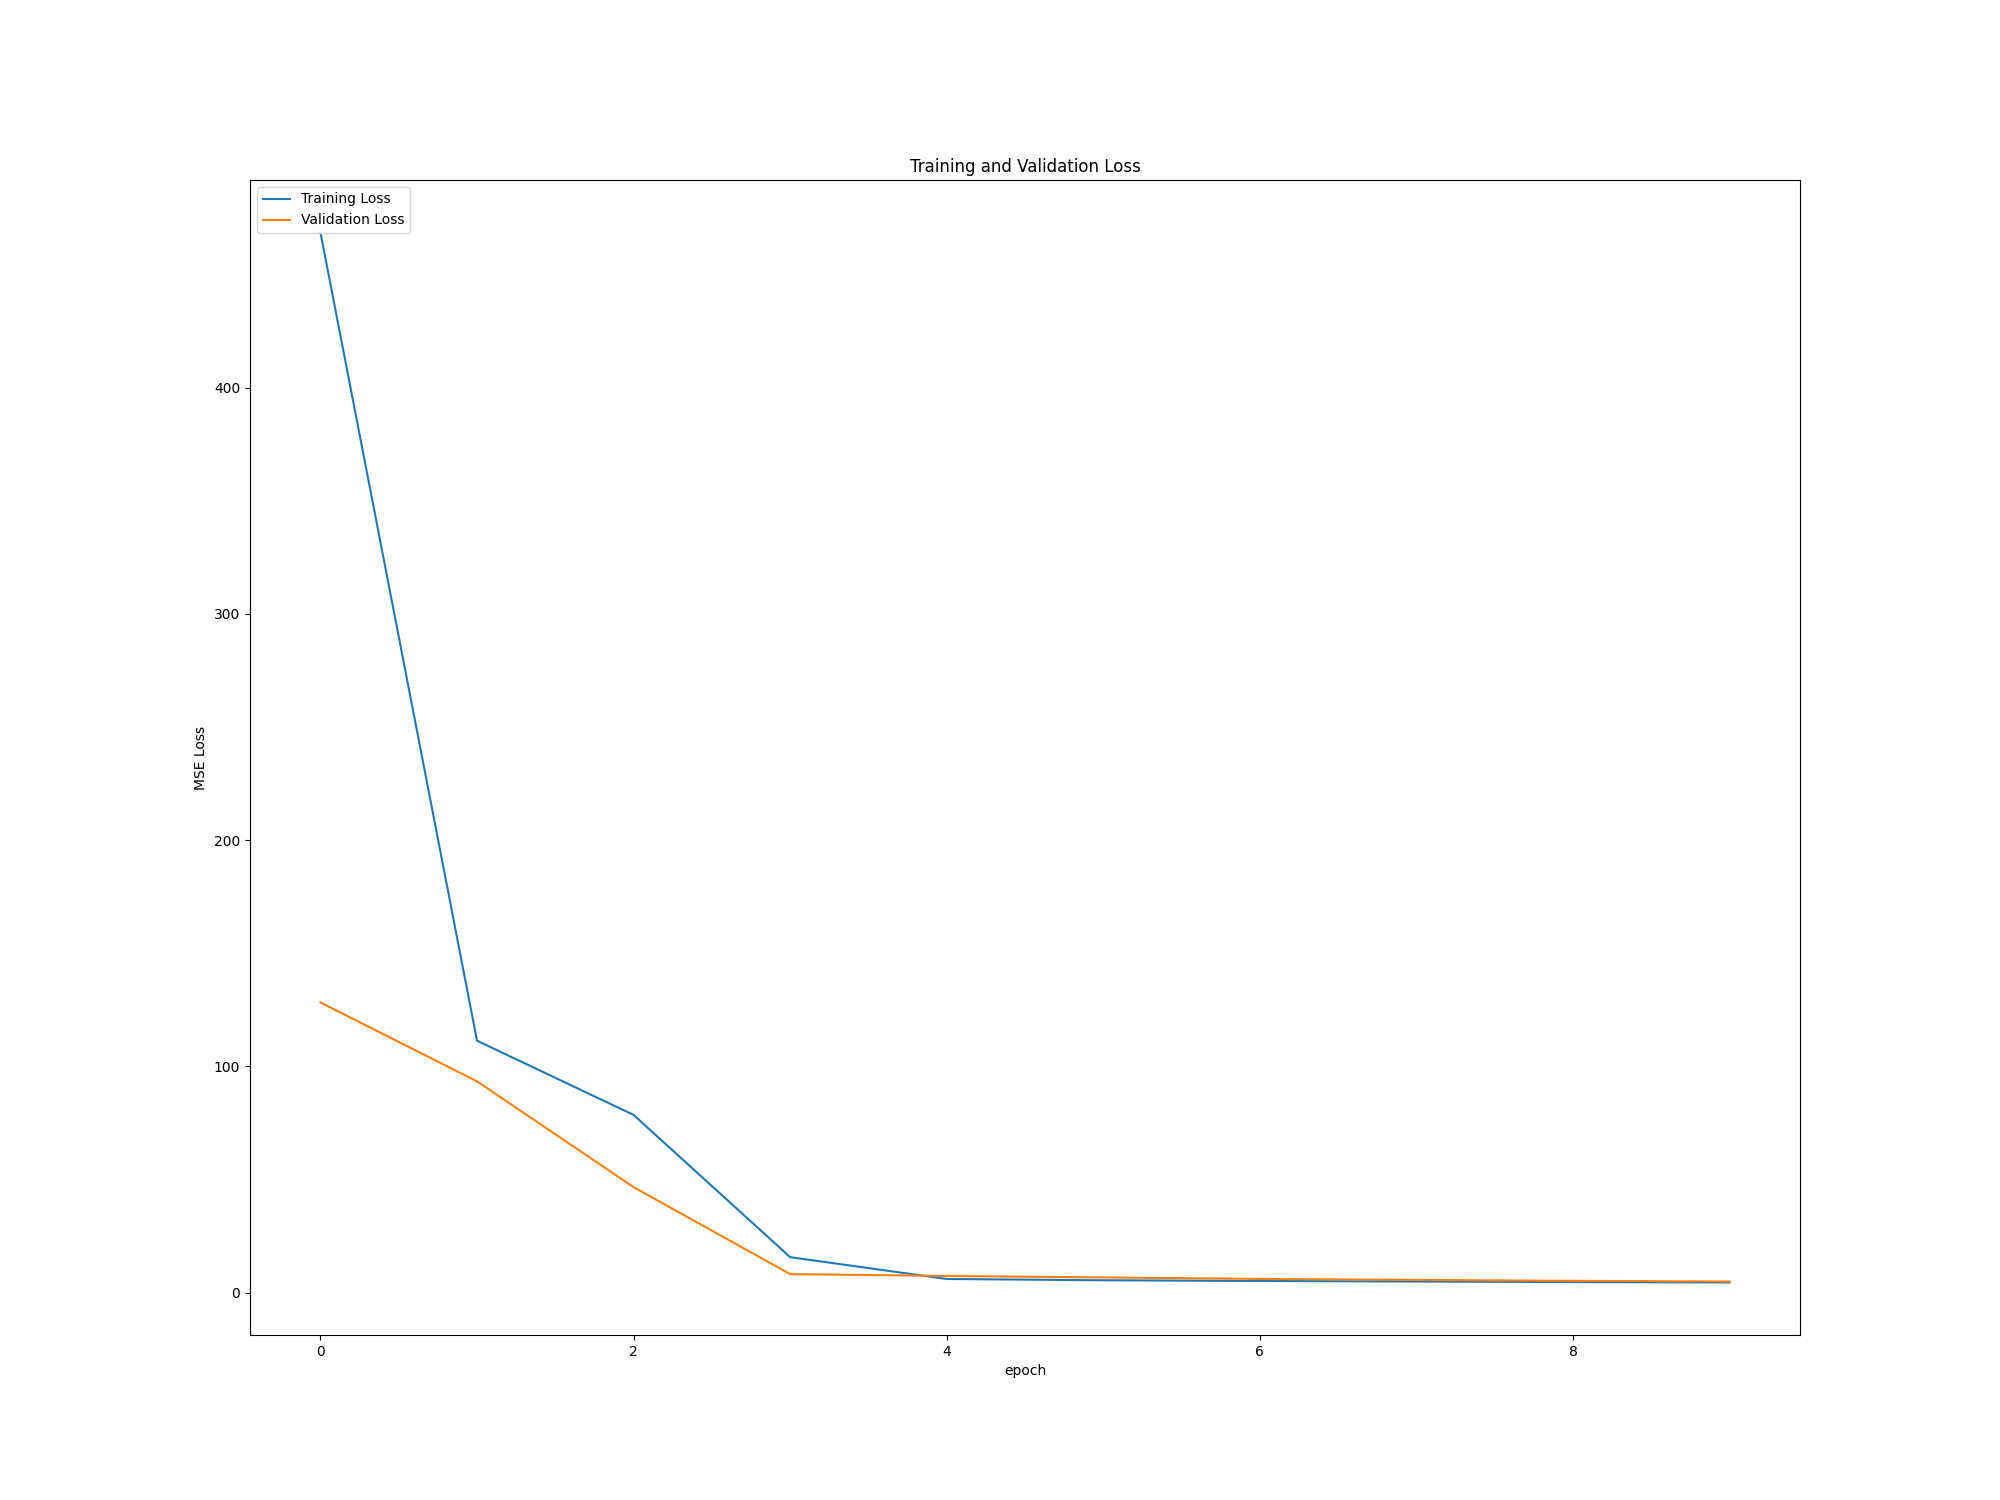 Training and Validation Loss
Training Loss
Validation Loss
400
300
200
100
0
MSE Loss
0 2 4 6 8
epoch